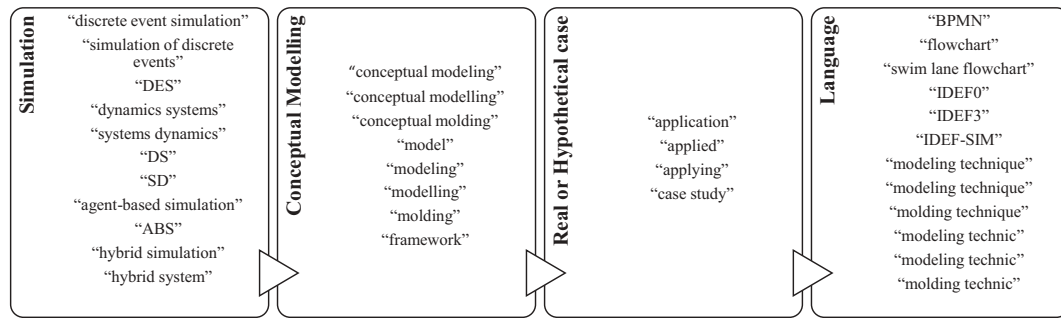 Simulation
“discrete event simulation”
“simulation of discrete
events”
“DES”
“dynamics systems”
“systems dynamics”
“DS”
“SD”
“agent-based simulation”
“ABS”
“hybrid simulation”
“hybrid system”
Conceptual Modelling
“conceptual modeling”
“conceptual modelling”
“conceptual molding”
“model”
“modeling”
“modelling”
“molding”
“framework”
Real or Hypothetical case
“application”
“applied”
“applying”
“case study”
Language
“BPMN”
“flowchart”
“swim lane flowchart”
“IDEF0”
“IDEF3”
“IDEF-SIM”
“modeling technique”
“modeling technique”
“molding technique”
“modeling technic”
“modeling technic”
“molding technic”